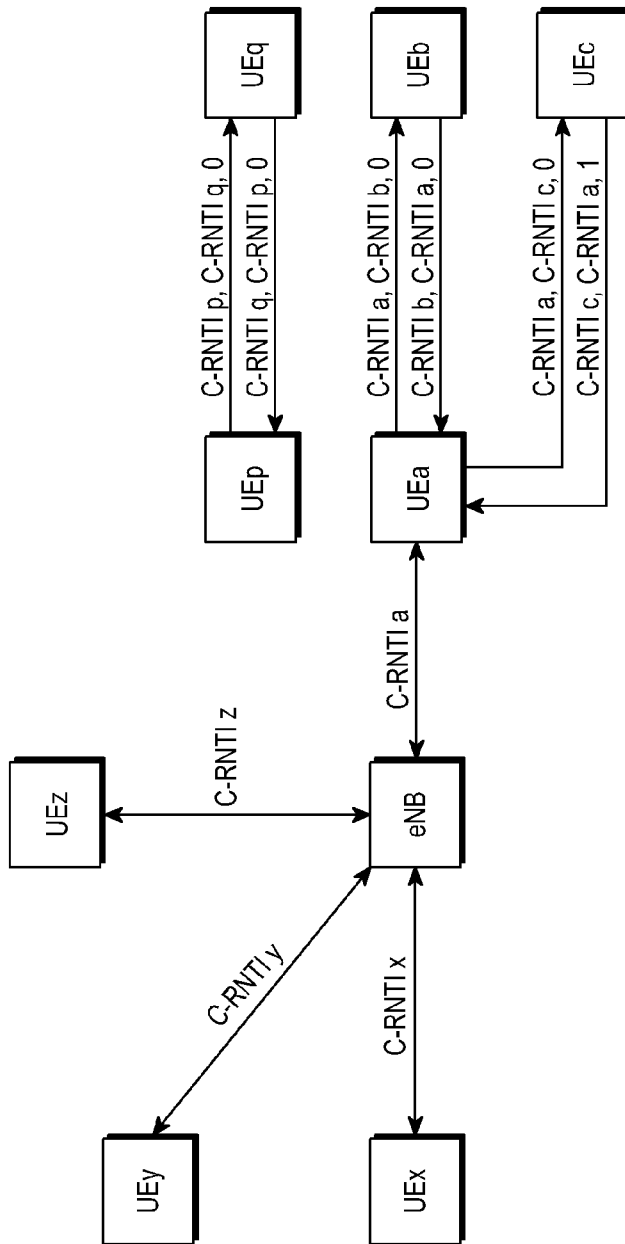 UEq
UEb
UEc
C-RNTI p, C-RNTI q, 0
C-RNTI q, C-RNTI p, 0
C-RNTI a, C-RNTI b, 0
C-RNTI b, C-RNTI a, 0
C-RNTI a, C-RNTI c, 0
C-RNTI c, C-RNTI a, 1
UEp
UEa
C-RNTI a
UEz
C-RNTI z
eNB
C-RNTI y
C-RNTI x
UEy
UEx